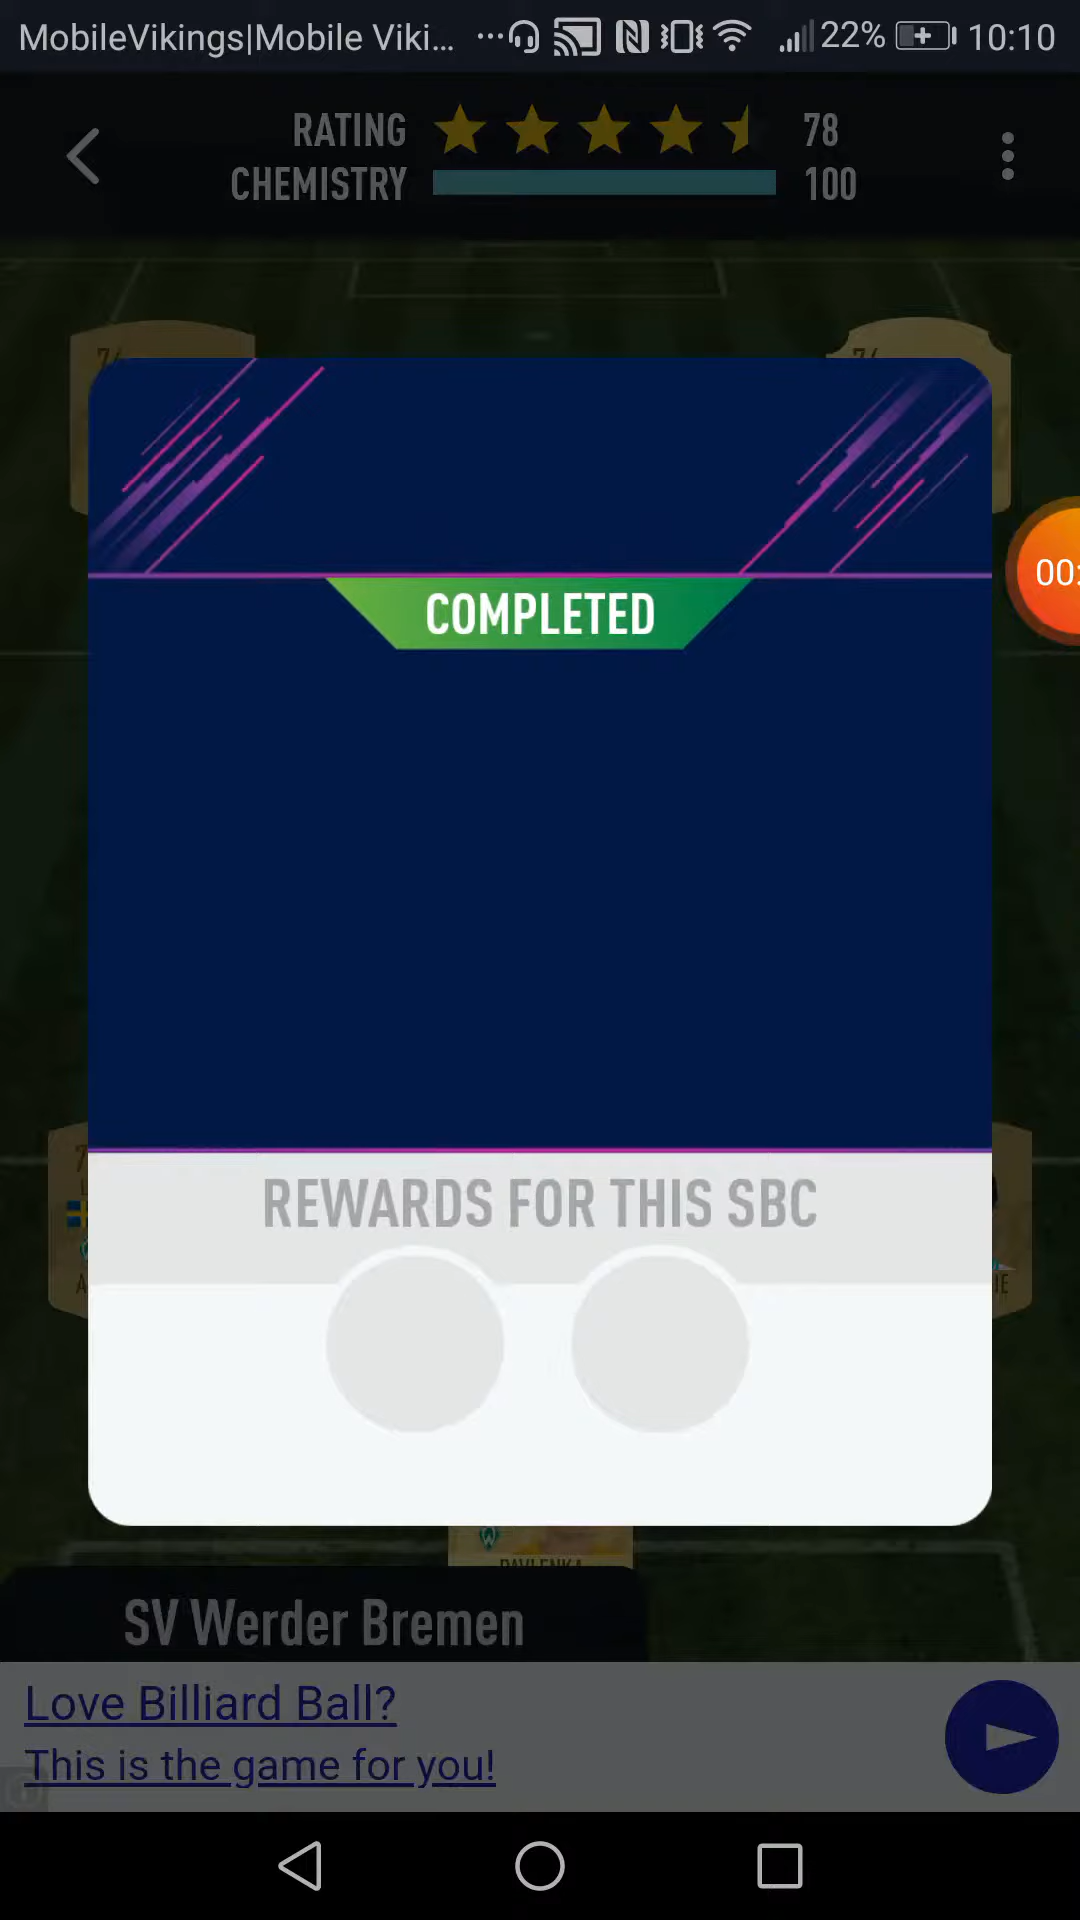 MobileVikings|Mobile Viki... 22% 10:10
RATING 78
CHEMISTRY 100
COMPLETED
00:
REWARDS FOR THIS SBC
SV Werder Bremen
Love Billiard Ball?
This is the game for you!